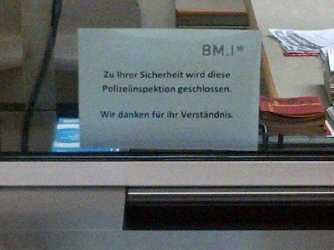 BM.I
Zu Ihrer Sicherheit wird diese
Polizeiinspektion geschlossen.
Wir danken für ihr Verständnis.